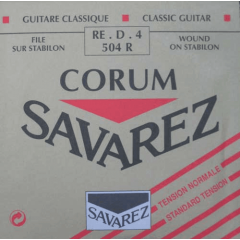 GUITARE CLASSIQUE
CLASSIC GUITAR
FILE
SUR STABILON
RE . D . 4
504 R
WOUND
ON STABILON
CORUM
SAVAREZ
TENSION NORMALE
STANDARD TENSION
SAVAREZ